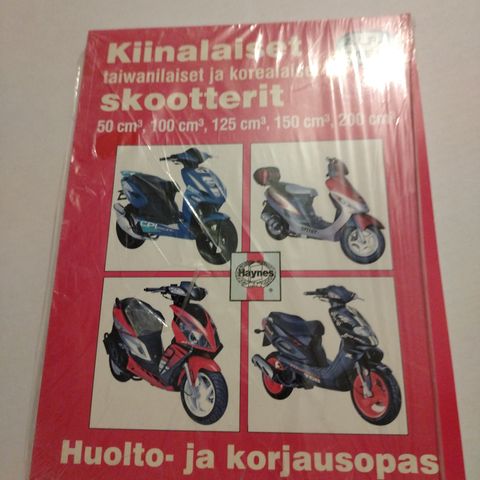 Kiinalaiset
taiwanilaiset ja korealaiset
skootterit
50 cm³, 100 cm³, 125 cm³, 150 cm³, 200 cm³
CPI
Haynes
®
Huolto- ja korjausopas